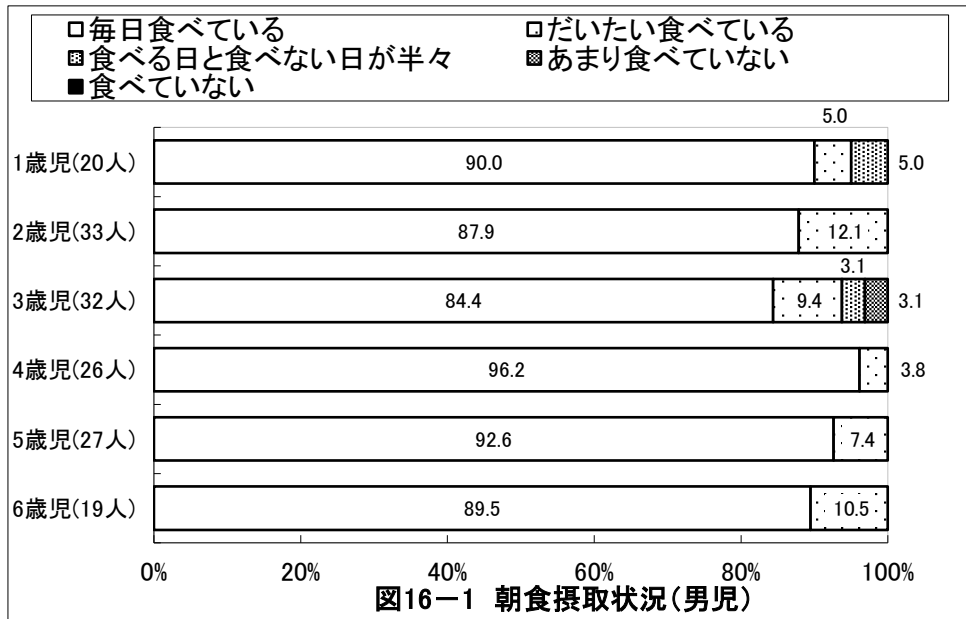 □毎日食べている □だいたい食べている
食べる日と食べない日が半々 あまり食べていない
■食べていない
5.0
1歳児(20人) 90.0 5.0
2歳児(33人) 87.9 12.1
3.1
3歳児(32人) 84.4 9.4 3.1
4歳児(26人) 96.2 3.8
5歳児(27人) 92.6 7.4
6歳児(19人) 89.5 10.5
0% 20% 40% 60% 80% 100%
図16－1 朝食摂取状況(男児)